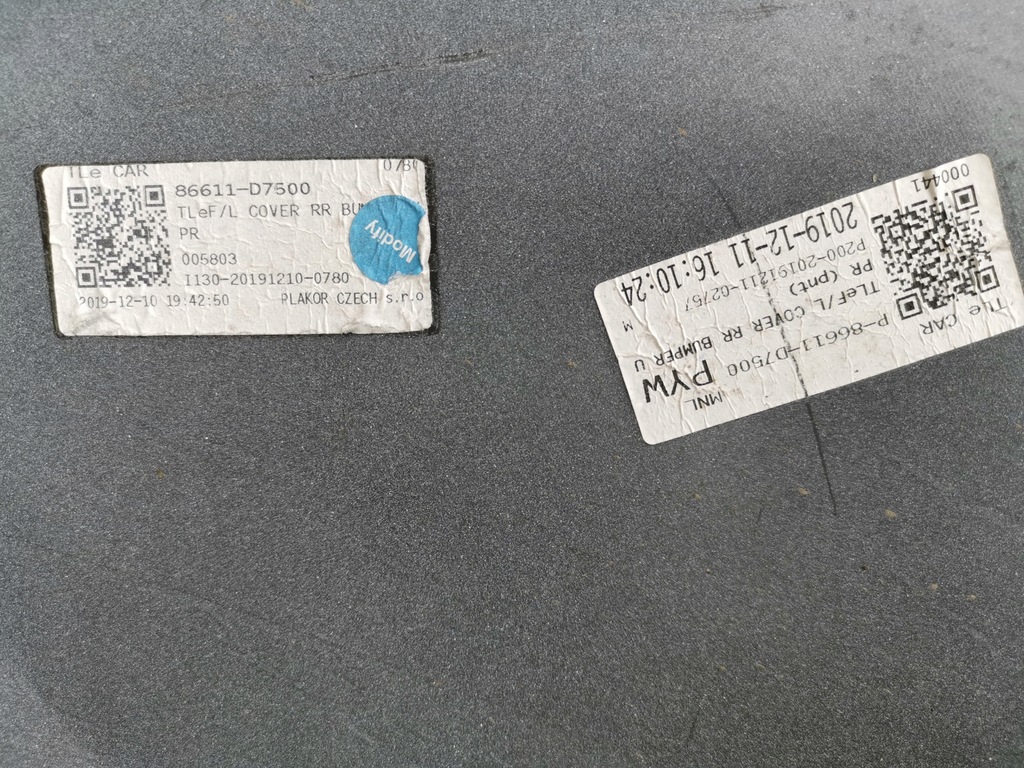 TLe CAR 0780
86611-D7500
TLeF/L COVER RR
PR
005803
I130-20191210-0780
2019-12-10 19:42:50 PLAKOR CZECH s.r.o
Modify
TLe CAR 000441
P-86611-D7500
TLeF/L COVER RR BUMPER U
PR (pnt)
P200-20191211-02757 M
2019-12-11 16:10:24
MNL
PYW